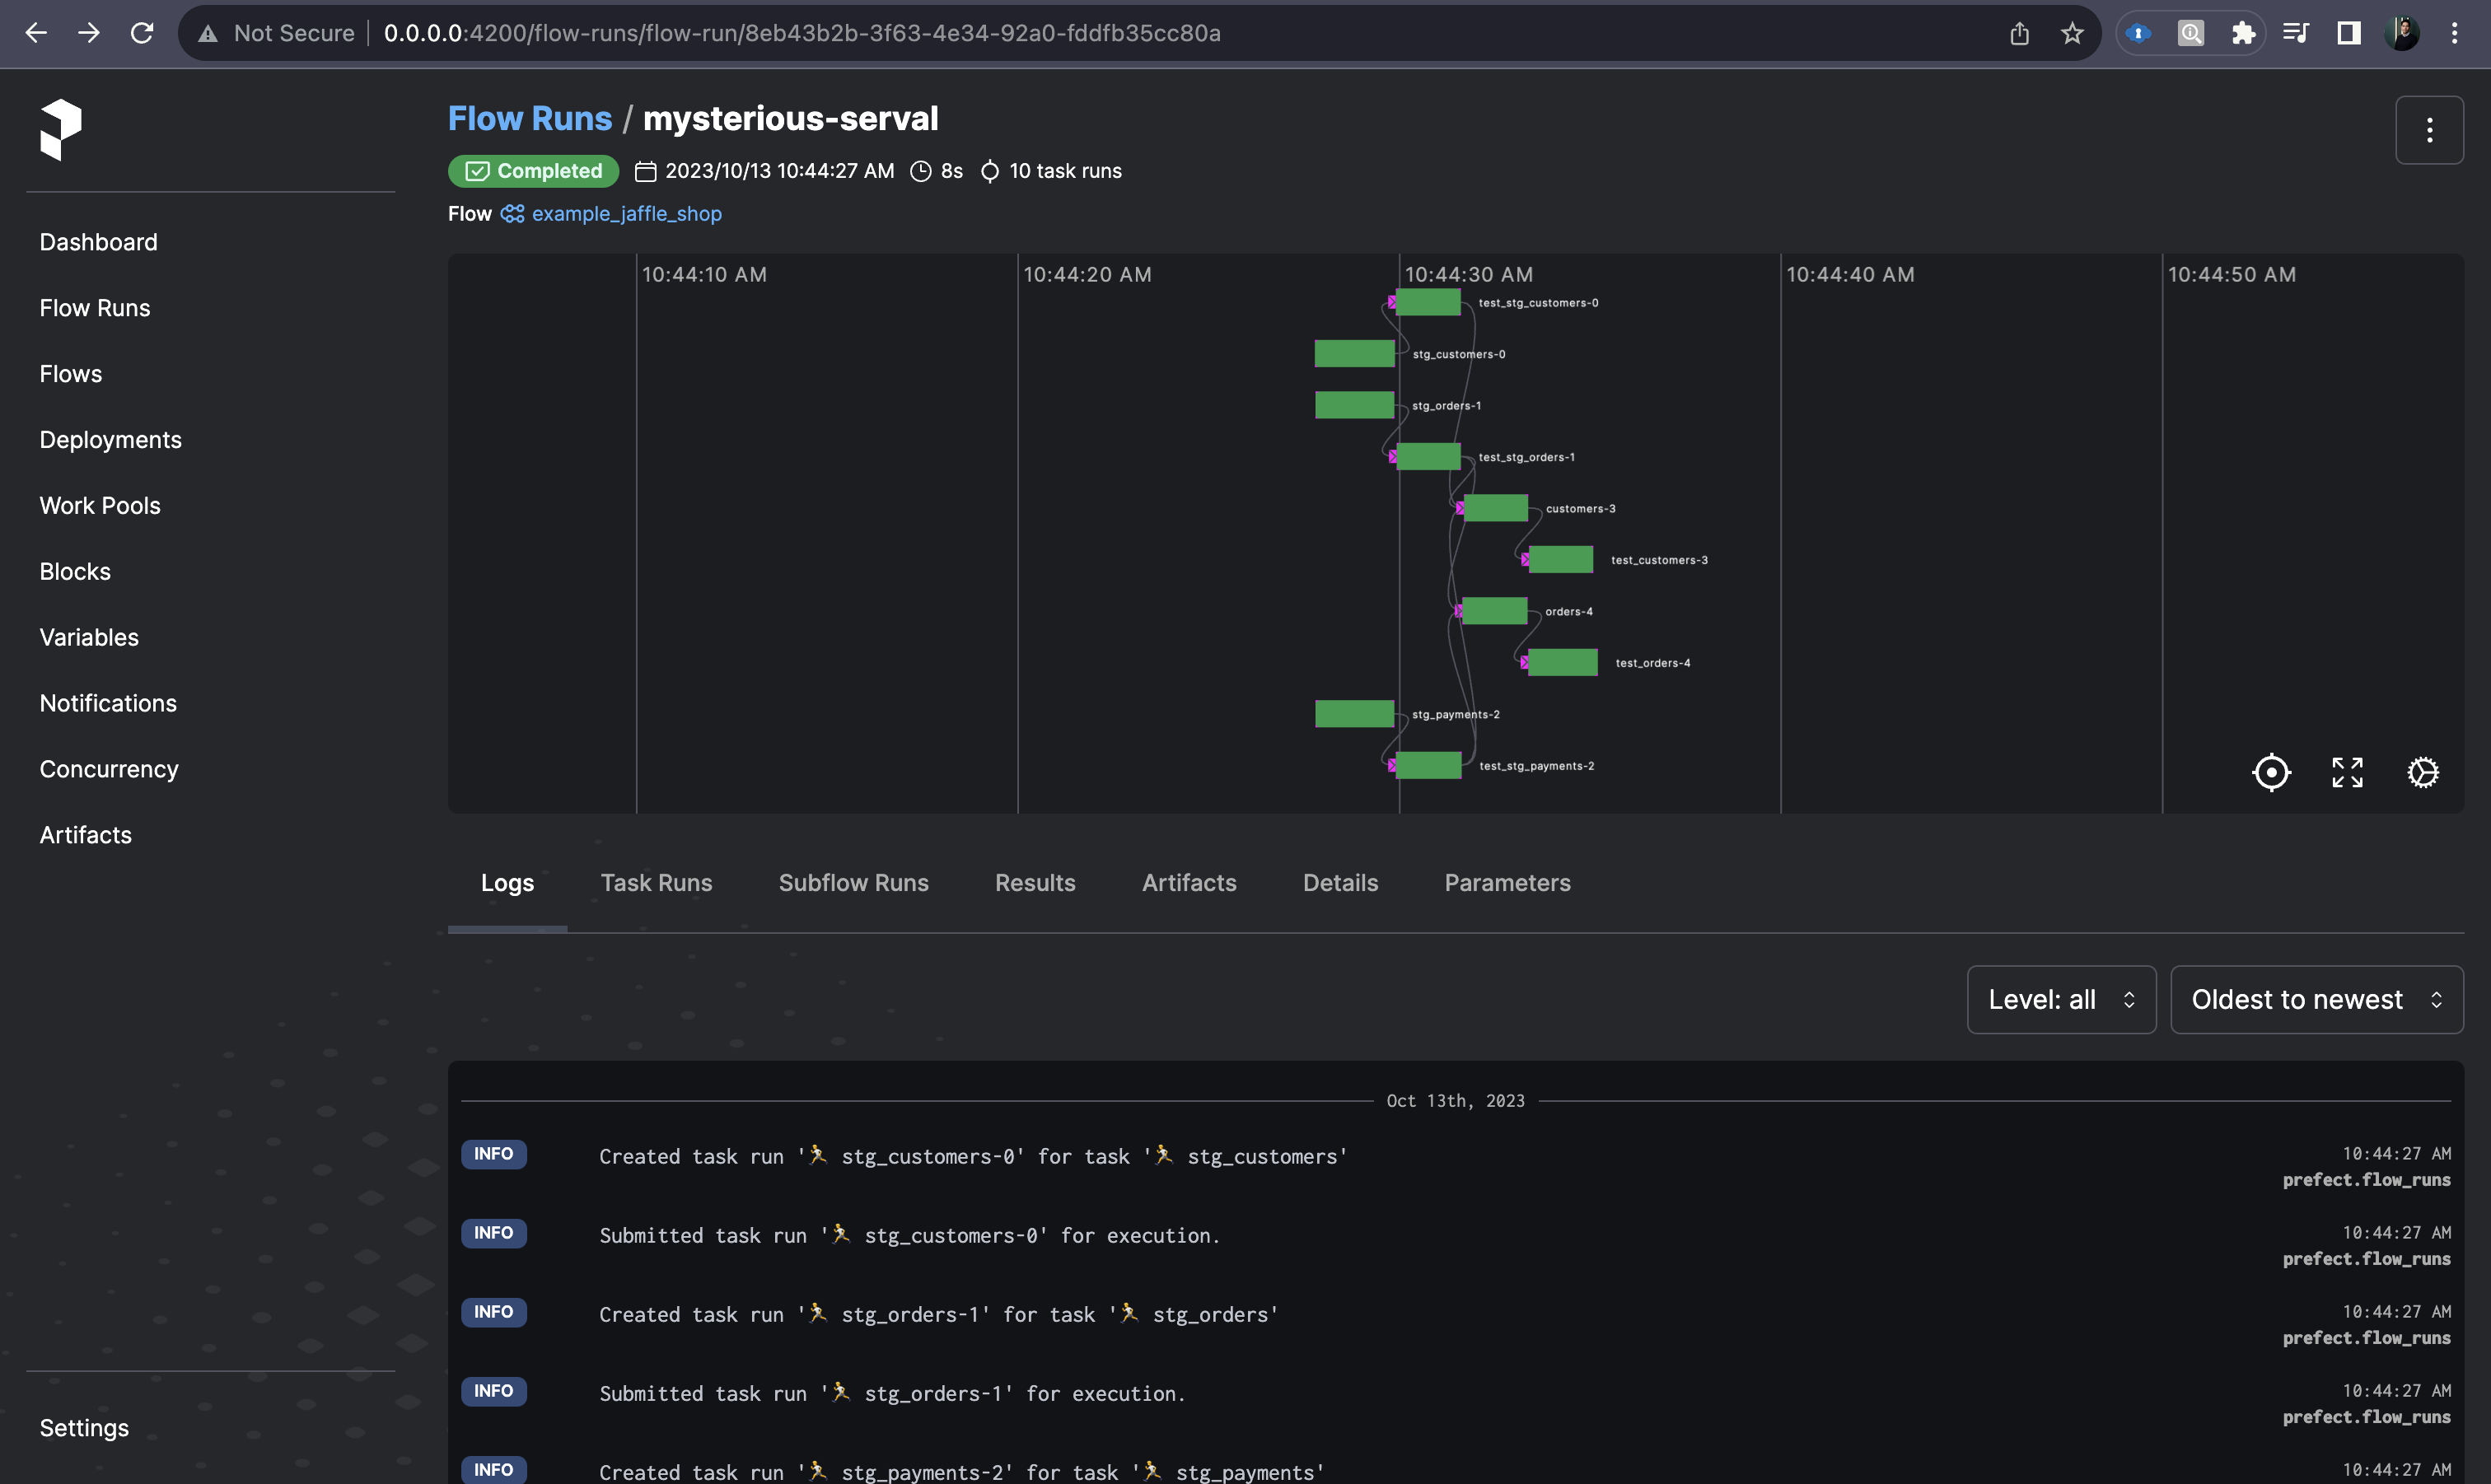 Not Secure 0.0.0.0:4200/flow-runs/flow-run/8eb43b2b-3f63-4e34-92a0-fddfb35cc80a
Flow Runs / mysterious-serval
Completed 2023/10/13 10:44:27 AM 8s 10 task runs
Flow example_jaffle_shop
Dashboard
Flow Runs
Flows
Deployments
Work Pools
Blocks
Variables
Notifications
Concurrency
Artifacts
Settings
10:44:10 AM 10:44:20 AM 10:44:30 AM 10:44:40 AM 10:44:50 AM
test_stg_customers-0
stg_customers-0
stg_orders-1
test_stg_orders-1
customers-3
test_customers-3
orders-4
test_orders-4
stg_payments-2
test_stg_payments-2
Logs Task Runs Subflow Runs Results Artifacts Details Parameters
Level: all Oldest to newest
Oct 13th, 2023
INFO Created task run '🏃 stg_customers-0' for task '🏃 stg_customers' 10:44:27 AM
prefect.flow_runs
INFO Submitted task run '🏃 stg_customers-0' for execution. 10:44:27 AM
prefect.flow_runs
INFO Created task run '🏃 stg_orders-1' for task '🏃 stg_orders' 10:44:27 AM
prefect.flow_runs
INFO Submitted task run '🏃 stg_orders-1' for execution. 10:44:27 AM
prefect.flow_runs
INFO Created task run '🏃 stg_payments-2' for task '🏃 stg_payments' 10:44:27 AM